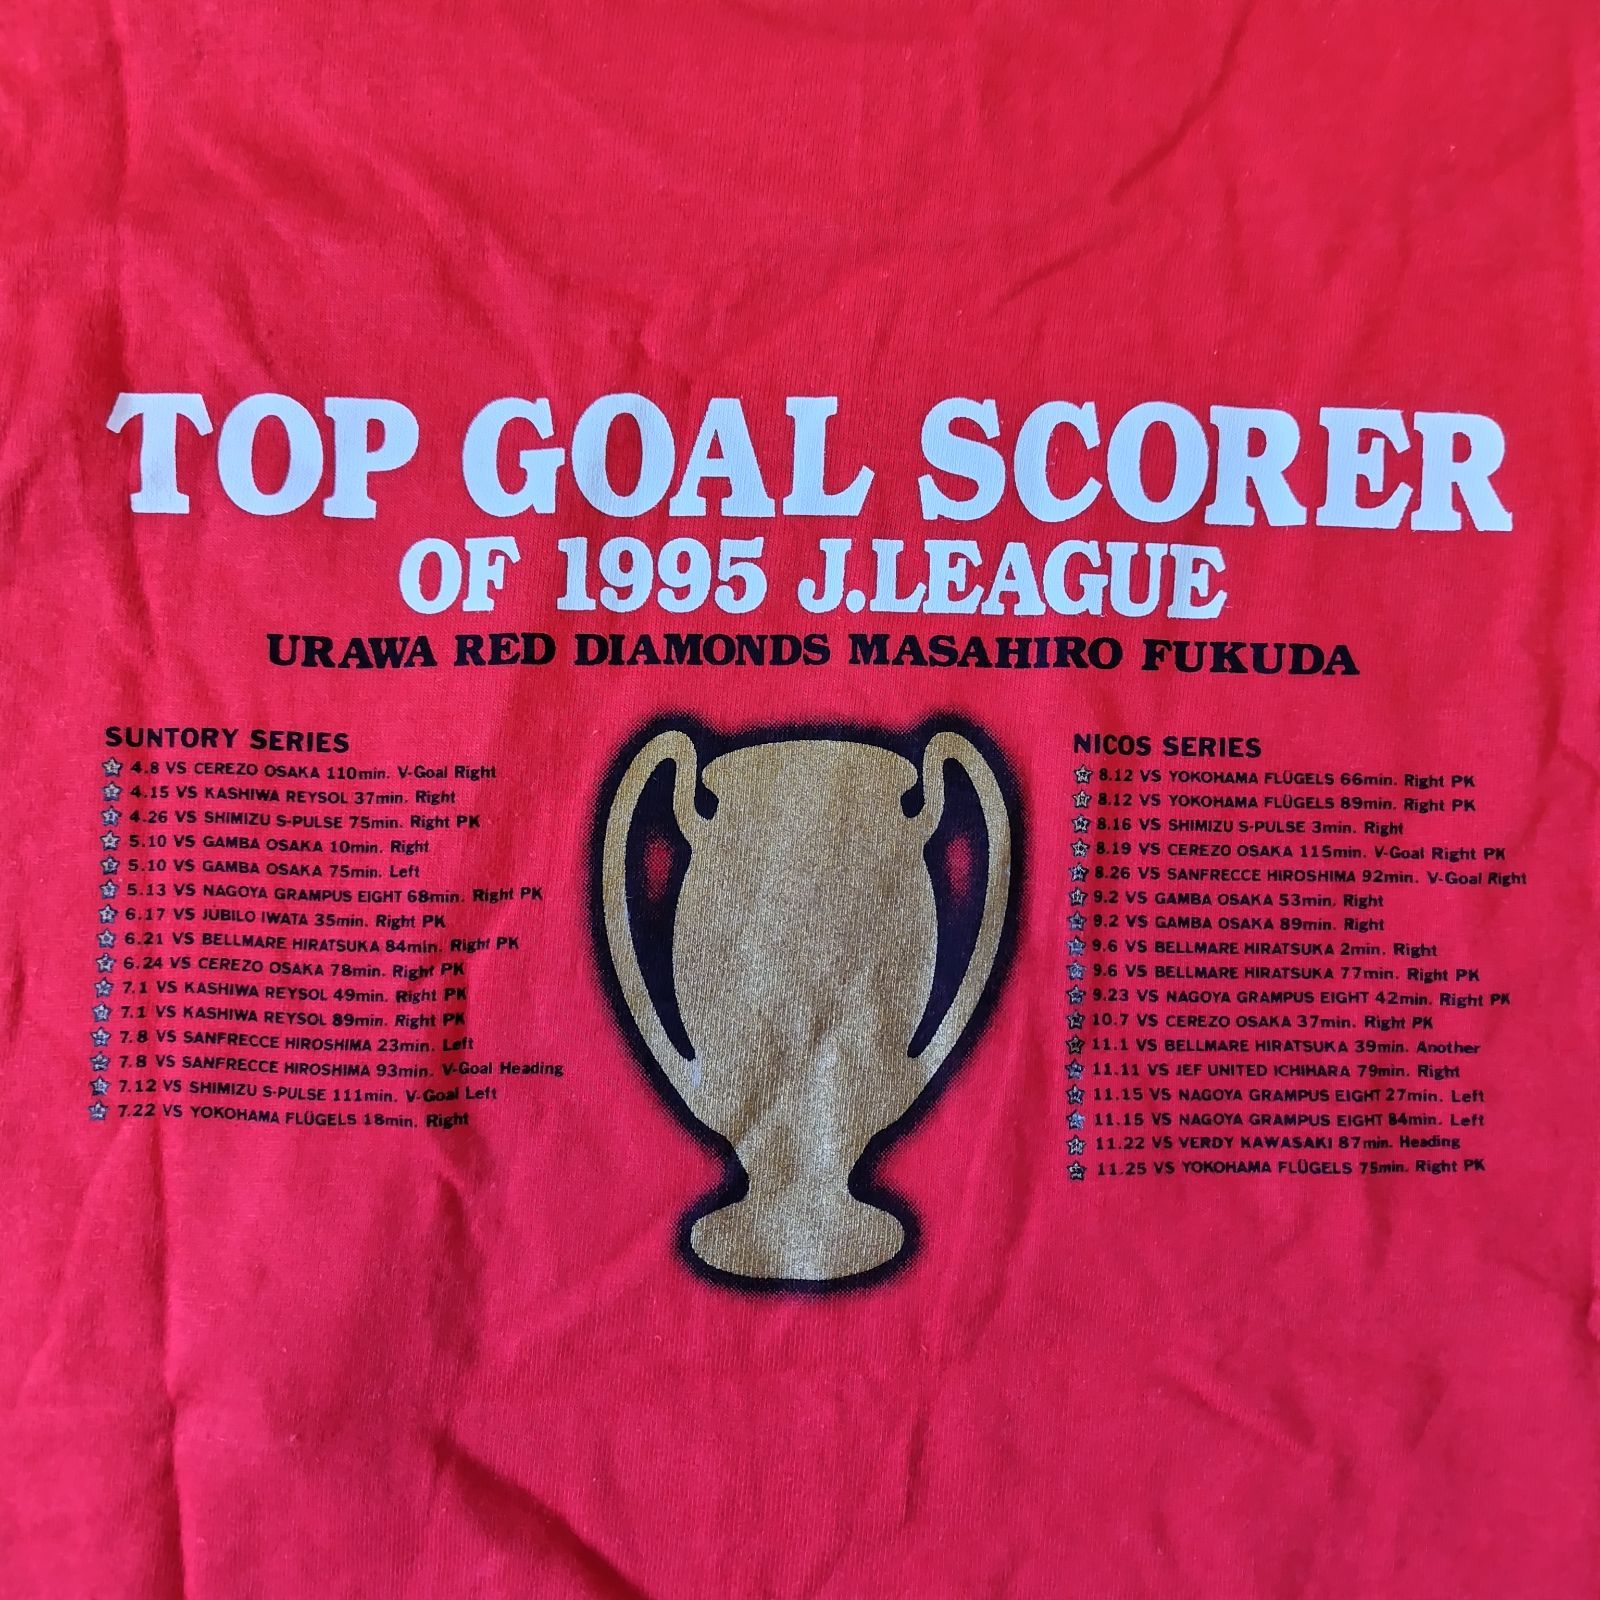 TOP GOAL SCORER
OF 1995 J.LEAGUE
URAWA RED DIAMONDS MASAHIRO FUKUDA
SUNTORY SERIES
4.8 VS CEREZO OSAKA 110min. V-Goal Right
4.15 VS KASHIWA REYSOL 37min. Right
4.26 VS SHIMIZU S-PULSE 75min. Right PK
5.10 VS GAMBA OSAKA 10min. Right
5.10 VS GAMBA OSAKA 75min. Left
5.13 VS NAGOYA GRAMPUS EIGHT 68min. Right PK
6.17 VS JUBILO IWATA 35min. Right PK
6.21 VS BELLMARE HIRATSUKA 84min. Right PK
6.24 VS CEREZO OSAKA 78min. Right PK
7.1 VS KASHIWA REYSOL 49min. Right PK
7.1 VS KASHIWA REYSOL 89min. Right PK
7.8 VS SANFRECCE HIROSHIMA 23min. Left
7.8 VS SANFRECCE HIROSHIMA 93min. V-Goal Heading
7.12 VS SHIMIZU S-PULSE 111min. V-Goal Left
7.22 VS YOKOHAMA FLÜGELS 18min. Right
NICOS SERIES
8.12 VS YOKOHAMA FLÜGELS 66min. Right PK
8.12 VS YOKOHAMA FLÜGELS 89min. Right PK
8.16 VS SHIMIZU S-PULSE 3min. Right
8.19 VS CEREZO OSAKA 115min. V-Goal Right PK
8.26 VS SANFRECCE HIROSHIMA 92min. V-Goal Right
9.2 VS GAMBA OSAKA 53min. Right
9.2 VS GAMBA OSAKA 89min. Right
9.6 VS BELLMARE HIRATSUKA 2min. Right
9.6 VS BELLMARE HIRATSUKA 77min. Right PK
9.23 VS NAGOYA GRAMPUS EIGHT 42min. Right PK
10.7 VS CEREZO OSAKA 37min. Right PK
11.1 VS BELLMARE HIRATSUKA 39min. Another
11.11 VS JEF UNITED ICHIHARA 79min. Right
11.15 VS NAGOYA GRAMPUS EIGHT 27min. Left
11.15 VS NAGOYA GRAMPUS EIGHT 84min. Left
11.22 VS VERDY KAWASAKI 87min. Heading
11.25 VS YOKOHAMA FLÜGELS 75min. Right PK